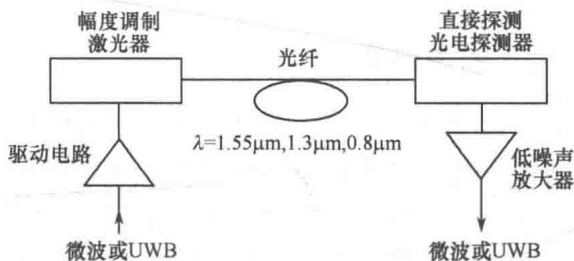 幅度调制
激光器
光纤
直接探测
光电探测器
λ=1.55μm,1.3μm,0.8μm
驱动电路
低噪声
放大器
微波或UWB
微波或UWB